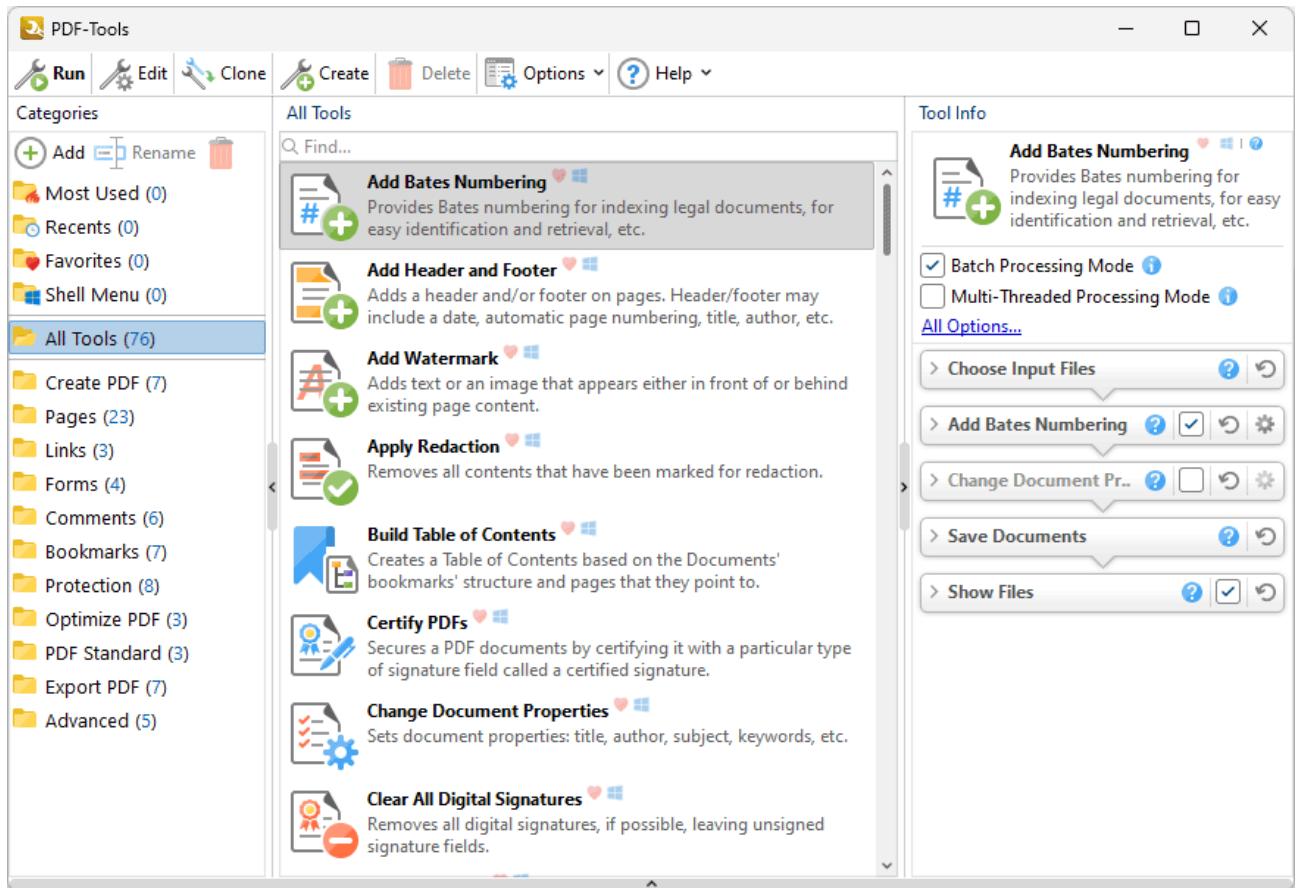 PDF-Tools
Run Edit Clone Create Delete Options Help
Categories
Add Rename
Most Used (0)
Recents (0)
Favorites (0)
Shell Menu (0)
All Tools (76)
Create PDF (7)
Pages (23)
Links (3)
Forms (4)
Comments (6)
Bookmarks (7)
Protection (8)
Optimize PDF (3)
PDF Standard (3)
Export PDF (7)
Advanced (5)
All Tools
Find...
Add Bates Numbering
Provides Bates numbering for indexing legal documents, for
easy identification and retrieval, etc.
Add Header and Footer
Adds a header and/or footer on pages. Header/footer may
include a date, automatic page numbering, title, author, etc.
Add Watermark
Adds text or an image that appears either in front of or behind
existing page content.
Apply Redaction
Removes all contents that have been marked for redaction.
Build Table of Contents
Creates a Table of Contents based on the Documents'
bookmarks' structure and pages that they point to.
Certify PDFs
Secures a PDF documents by certifying it with a particular type
of signature field called a certified signature.
Change Document Properties
Sets document properties: title, author, subject, keywords, etc.
Clear All Digital Signatures
Removes all digital signatures, if possible, leaving unsigned
signature fields.
Tool Info
Add Bates Numbering
Provides Bates numbering for
indexing legal documents, for easy
identification and retrieval, etc.
Batch Processing Mode
Multi-Threaded Processing Mode
All Options...
Choose Input Files
Add Bates Numbering
Change Document Pr..
Save Documents
Show Files